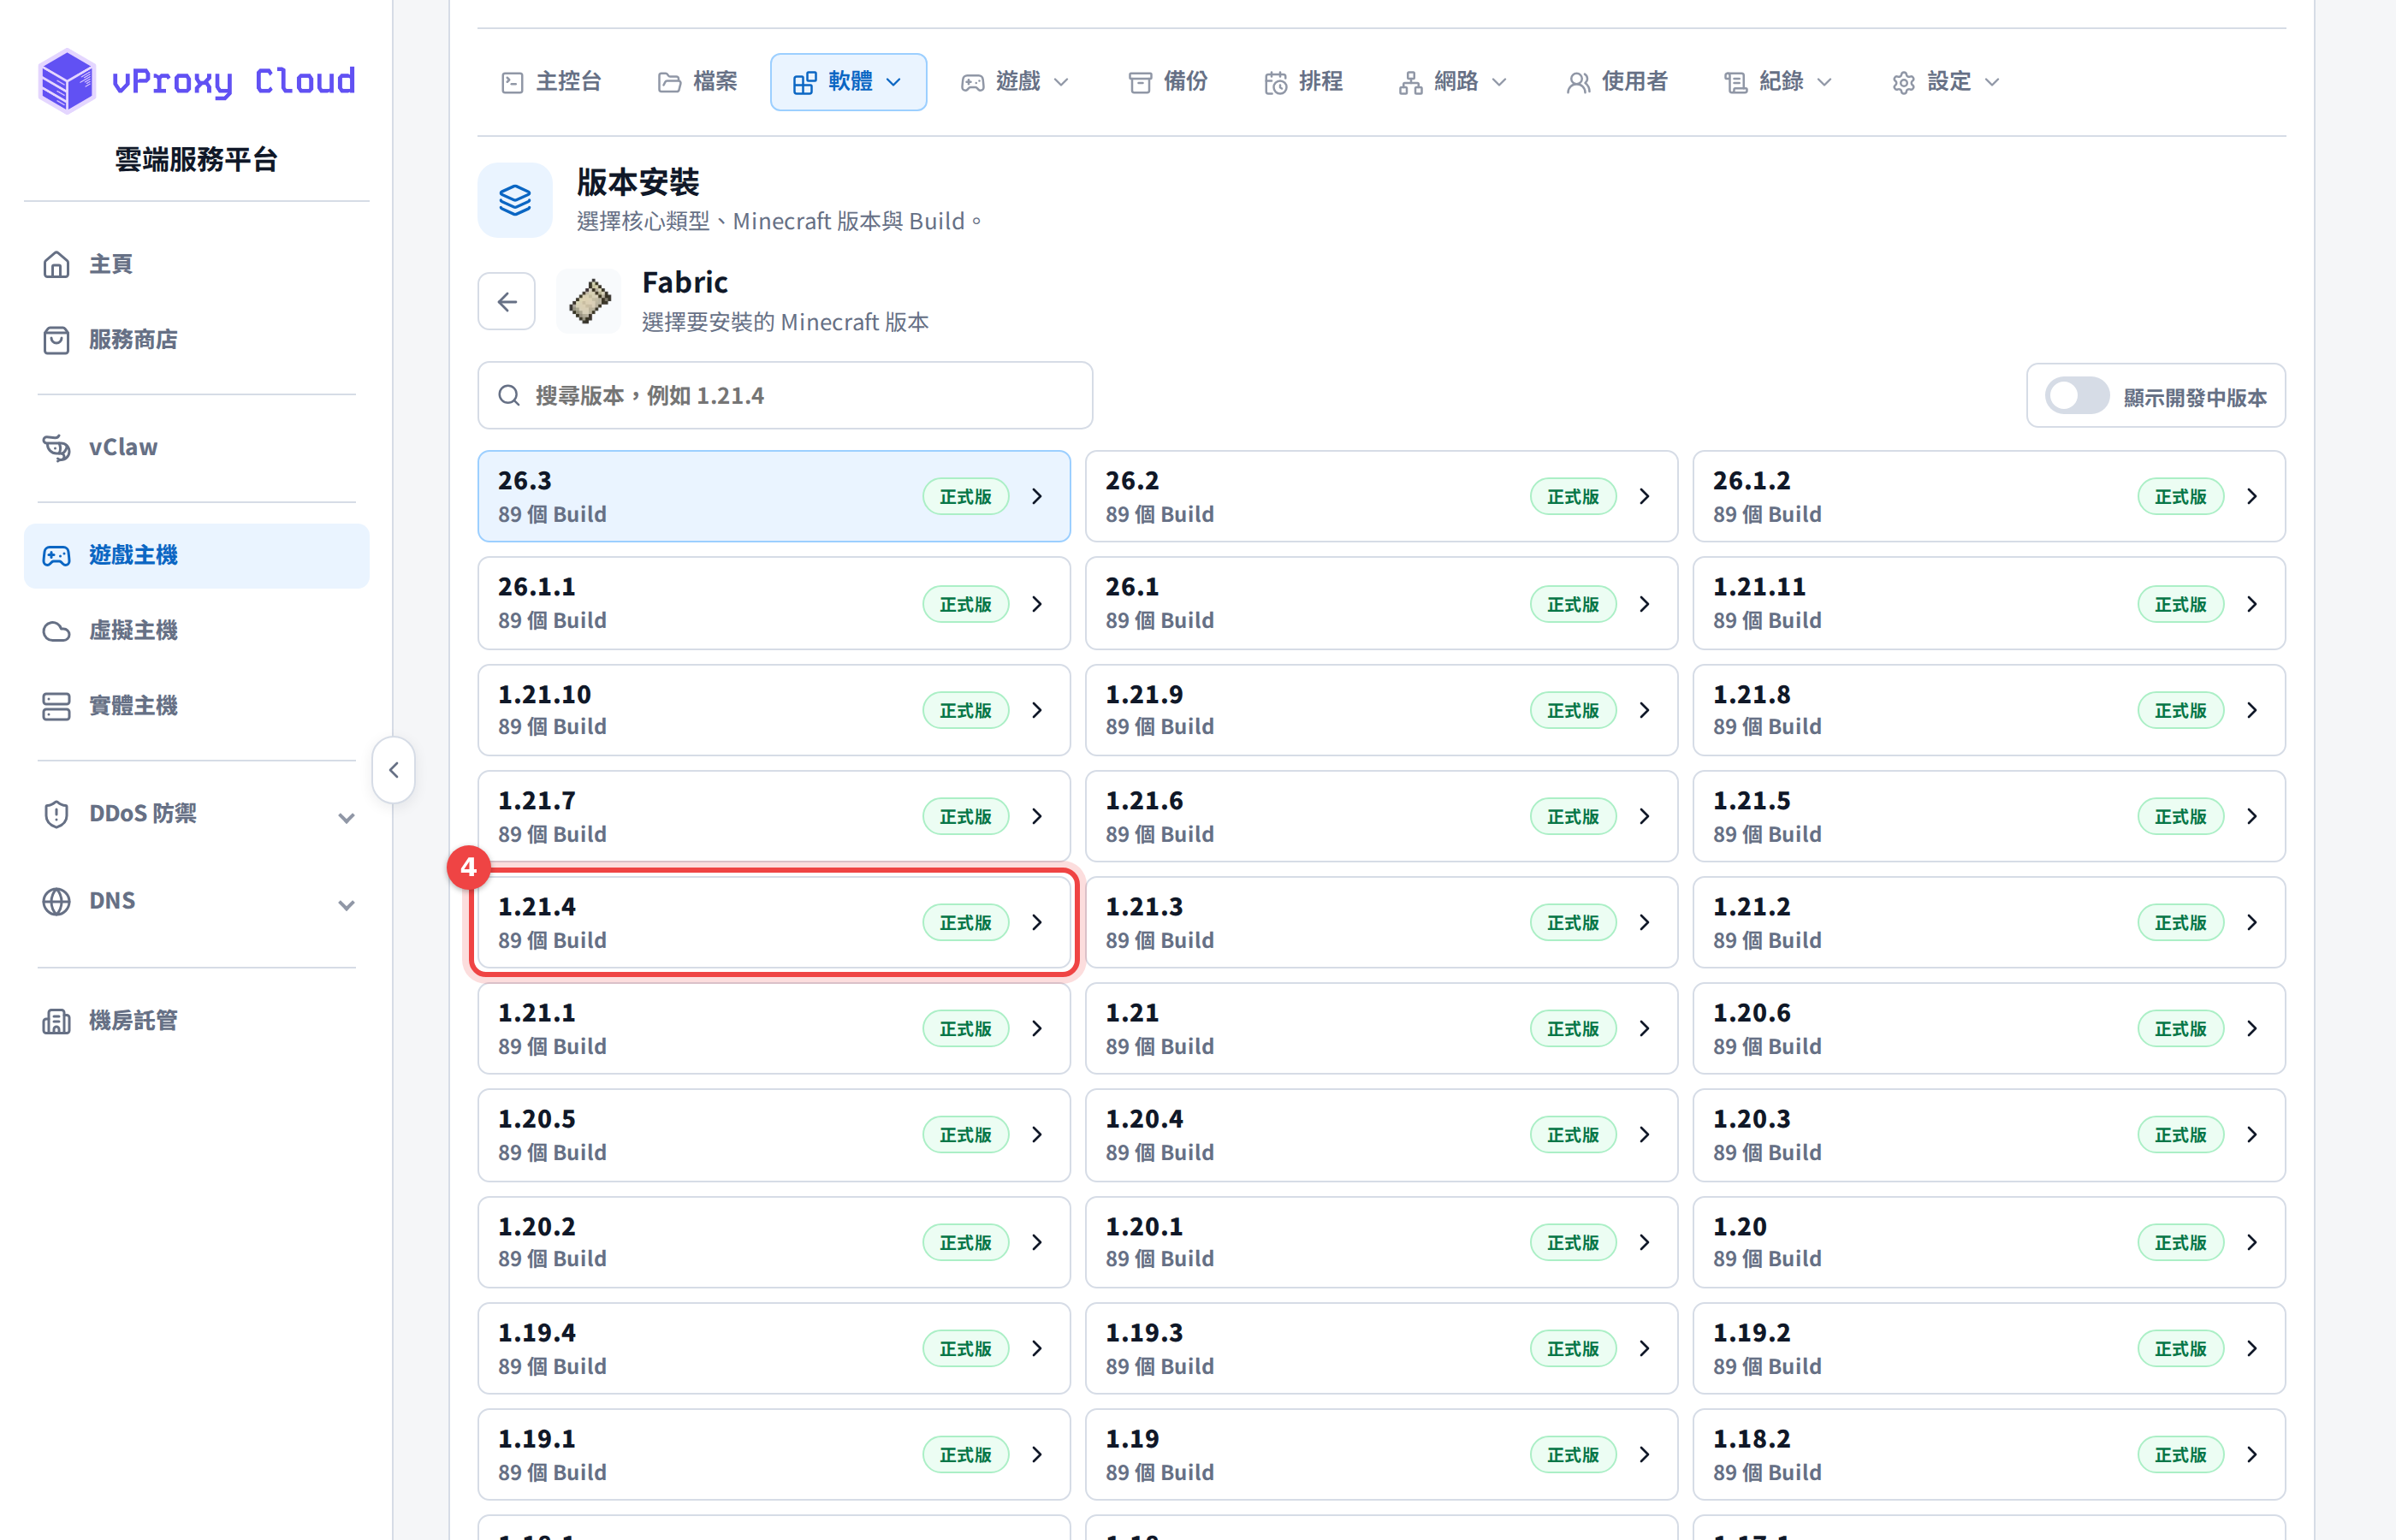 vProxy Cloud
雲端服務平台
主頁
服務商店
vClaw
遊戲主機
虛擬主機
實體主機
DDoS 防禦
DNS
機房託管
主控台 檔案 軟體 遊戲 備份 排程 網路 使用者 紀錄 設定
版本安裝
選擇核心類型、Minecraft 版本與 Build。
Fabric
選擇要安裝的 Minecraft 版本
搜尋版本，例如 1.21.4
顯示開發中版本
26.3
89 個 Build
正式版
26.2
89 個 Build
正式版
26.1.2
89 個 Build
正式版
26.1.1
89 個 Build
正式版
26.1
89 個 Build
正式版
1.21.11
89 個 Build
正式版
1.21.10
89 個 Build
正式版
1.21.9
89 個 Build
正式版
1.21.8
89 個 Build
正式版
1.21.7
89 個 Build
正式版
1.21.6
89 個 Build
正式版
1.21.5
89 個 Build
正式版
4
1.21.4
89 個 Build
正式版
1.21.3
89 個 Build
正式版
1.21.2
89 個 Build
正式版
1.21.1
89 個 Build
正式版
1.21
89 個 Build
正式版
1.20.6
89 個 Build
正式版
1.20.5
89 個 Build
正式版
1.20.4
89 個 Build
正式版
1.20.3
89 個 Build
正式版
1.20.2
89 個 Build
正式版
1.20.1
89 個 Build
正式版
1.20
89 個 Build
正式版
1.19.4
89 個 Build
正式版
1.19.3
89 個 Build
正式版
1.19.2
89 個 Build
正式版
1.19.1
89 個 Build
正式版
1.19
89 個 Build
正式版
1.18.2
89 個 Build
正式版